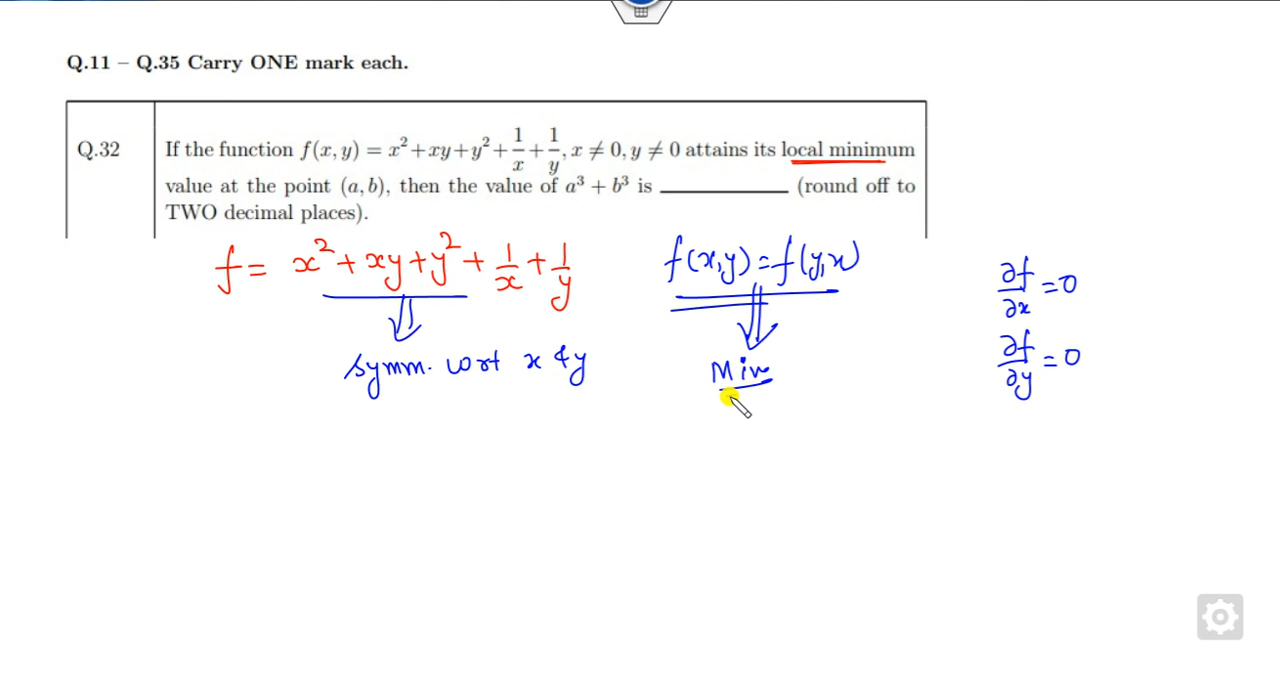 Q.11 – Q.35 Carry ONE mark each.
Q.32
If the function f(x, y) = x² + xy + y² + 1/x + 1/y, x ≠ 0, y ≠ 0 attains its local minimum
value at the point (a, b), then the value of a³ + b³ is ____________ (round off to
TWO decimal places).
f = x² + xy + y² + 1/x + 1/y
f(x,y) = f(y,x)
∂f/∂x = 0
∂f/∂y = 0
symm. wrt x & y
Min